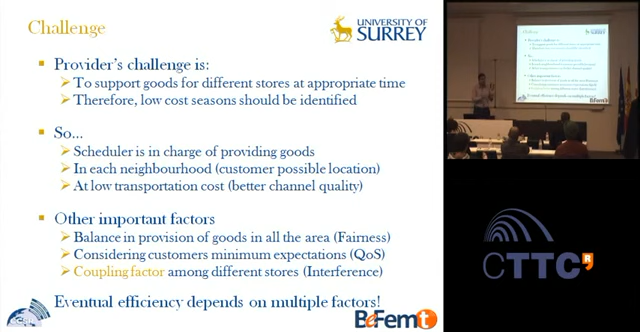 Challenge
UNIVERSITY OF
SURREY
Provider's challenge is:
To support goods for different stores at appropriate time
Therefore, low cost seasons should be identified
So...
Scheduler is in charge of providing goods
In each neighbourhood (customer possible location)
At low transportation cost (better channel quality)
Other important factors
Balance in provision of goods in all the area (Fairness)
Considering customers minimum expectations (QoS)
Coupling factor among different stores (Interference)
Eventual efficiency depends on multiple factors!
BeFemt
CTTC